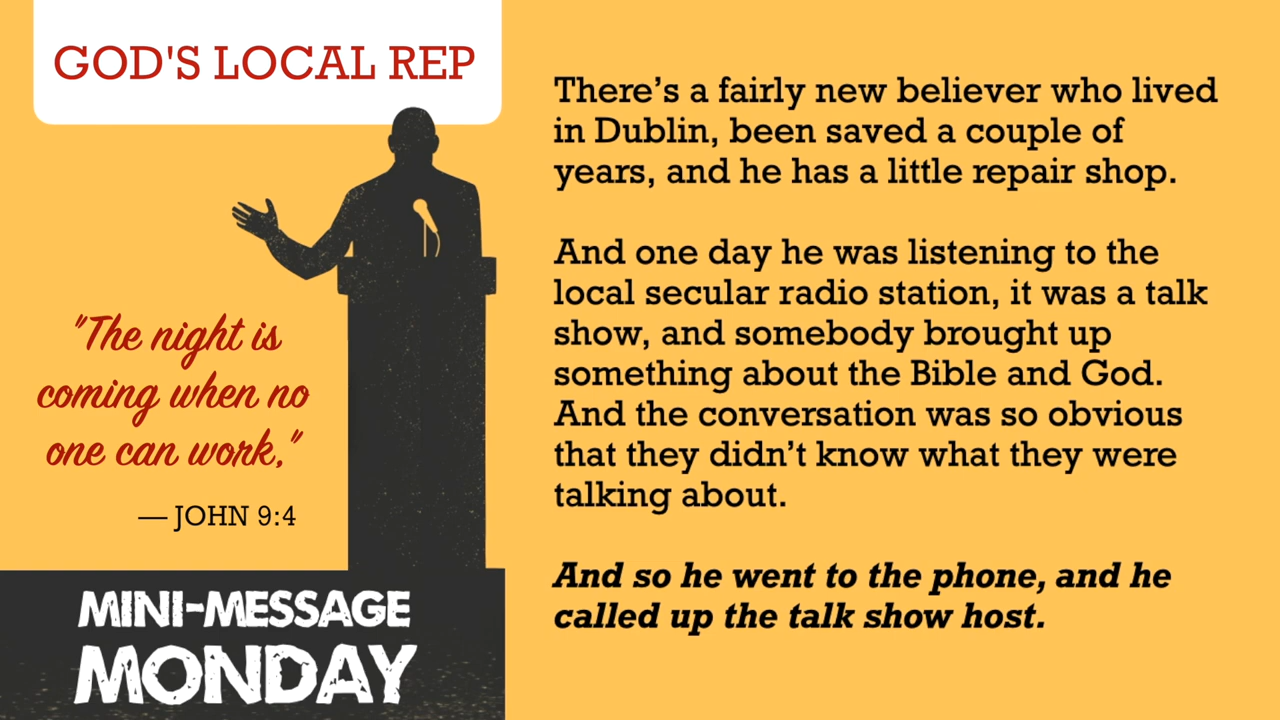 GOD'S LOCAL REP
"The night is
coming when no
one can work,"
— JOHN 9:4
MINI-MESSAGE
MONDAY
There’s a fairly new believer who lived
in Dublin, been saved a couple of
years, and he has a little repair shop.
And one day he was listening to the
local secular radio station, it was a talk
show, and somebody brought up
something about the Bible and God.
And the conversation was so obvious
that they didn’t know what they were
talking about.
And so he went to the phone, and he
called up the talk show host.